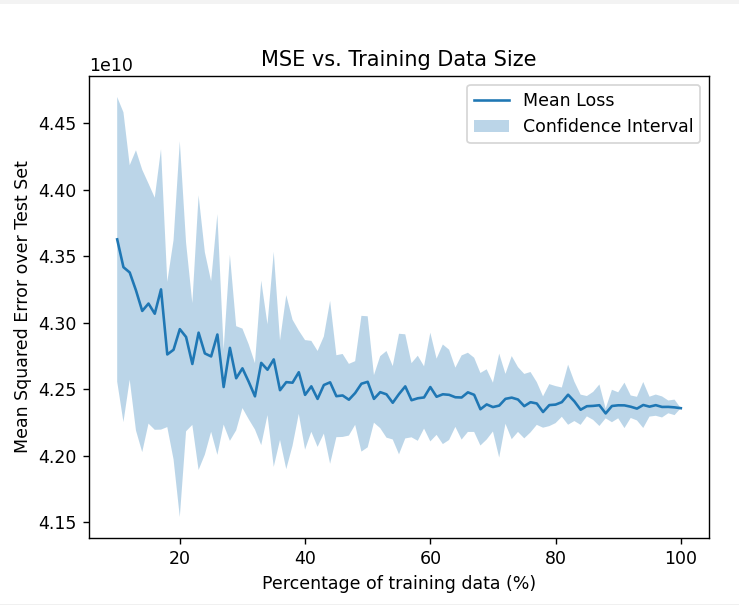 MSE vs. Training Data Size
1e10
Mean Loss
Confidence Interval
4.45
4.40
4.35
4.30
4.25
4.20
4.15
Mean Squared Error over Test Set
20 40 60 80 100
Percentage of training data (%)